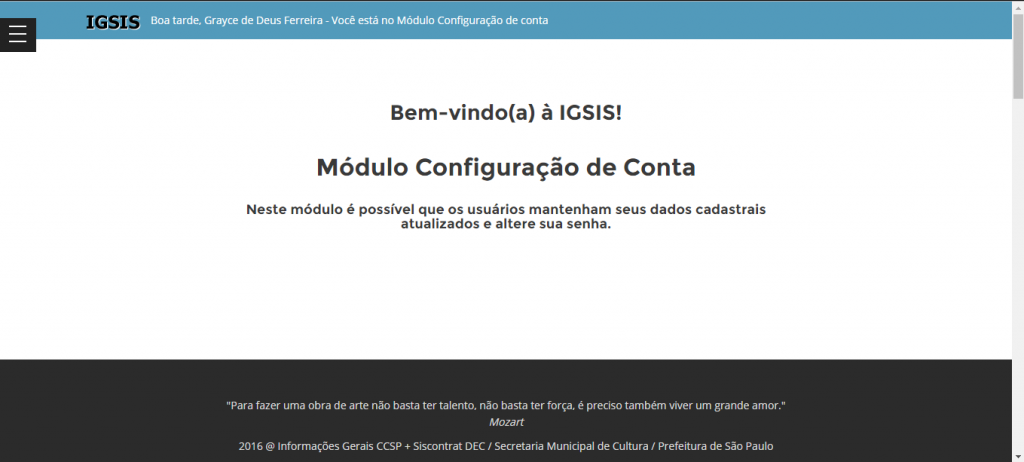 IGSIS Boa tarde, Grayce de Deus Ferreira - Você está no Módulo Configuração de conta
Bem-vindo(a) à IGSIS!
Módulo Configuração de Conta
Neste módulo é possível que os usuários mantenham seus dados cadastrais
atualizados e altere sua senha.
"Para fazer uma obra de arte não basta ter talento, não basta ter força, é preciso também viver um grande amor."
Mozart
2016 @ Informações Gerais CCSP + Siscontrat DEC / Secretaria Municipal de Cultura / Prefeitura de São Paulo